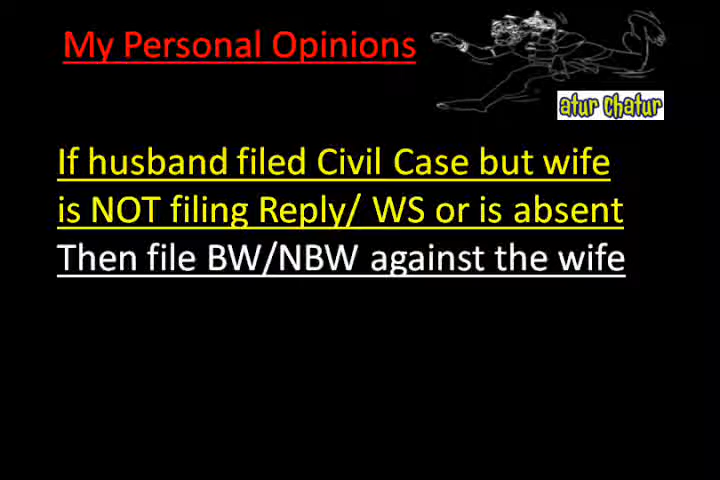 My Personal Opinions
atur chatur
If husband filed Civil Case but wife
is NOT filing Reply/ WS or is absent
Then file BW/NBW against the wife